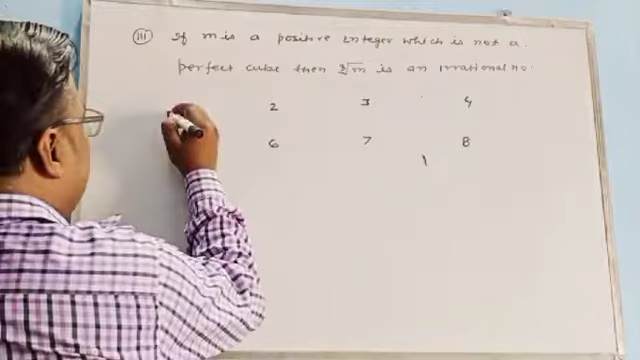 (iii) If m is a positive integer which is not a
perfect cube then ∛m is an irrational no.
2 3 4
6 7 8